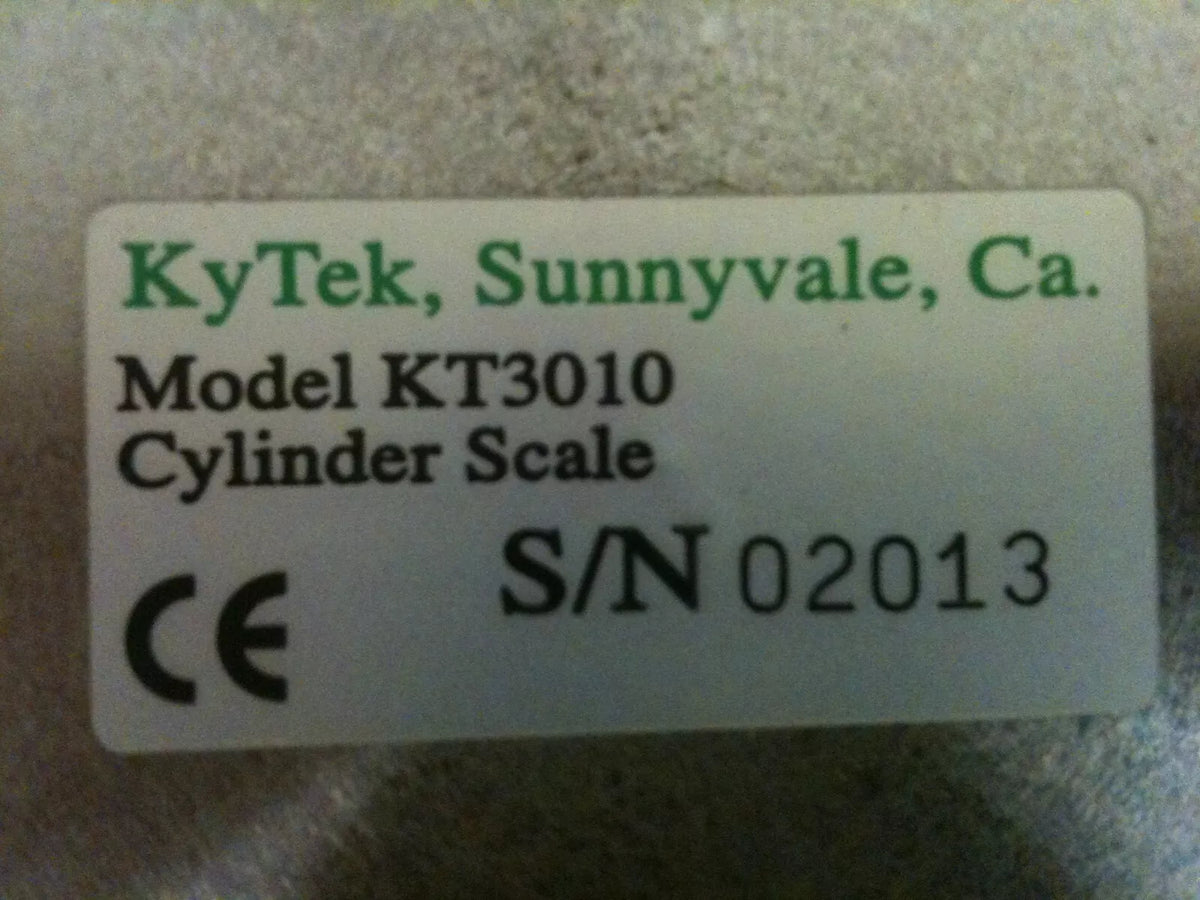 KyTek, Sunnyvale, Ca.
Model KT3010
Cylinder Scale
S/N 02013
CE